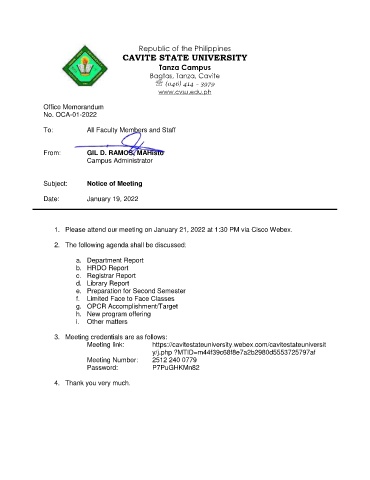 Republic of the Philippines
CAVITE STATE UNIVERSITY
Tanza Campus
Bagtas, Tanza, Cavite
☏ (046) 414 - 3979
www.cvsu.edu.ph
Office Memorandum
No. OCA-01-2022
To: All Faculty Members and Staff
From: GIL D. RAMOS, MAHisto
Campus Administrator
Subject: Notice of Meeting
Date: January 19, 2022
1. Please attend our meeting on January 21, 2022 at 1:30 PM via Cisco Webex.
2. The following agenda shall be discussed:
a. Department Report
b. HRDO Report
c. Registrar Report
d. Library Report
e. Preparation for Second Semester
f. Limited Face to Face Classes
g. OPCR Accomplishment/Target
h. New program offering
i. Other matters
3. Meeting credentials are as follows:
Meeting link: https://cavitestateuniversity.webex.com/cavitestateuniversit
y/j.php?MTID=m44f39c68f8e7a2b2980d5553725797af
Meeting Number: 2512 240 0779
Password: P7PuGHKMn82
4. Thank you very much.